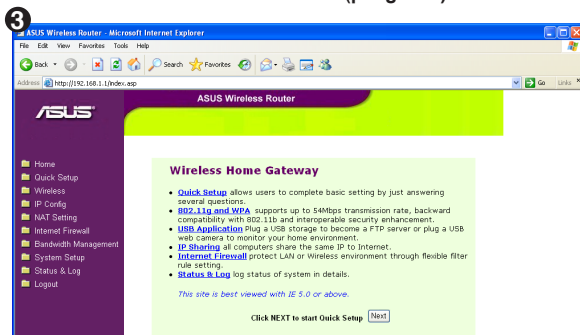 3
ASUS Wireless Router - Microsoft Internet Explorer
File Edit View Favorites Tools Help
Back Search Favorites
Address http://192.168.1.1/index.asp Go Links
ASUS Wireless Router
ASUS
Home
Quick Setup
Wireless
IP Config
NAT Setting
Internet Firewall
Bandwidth Management
System Setup
Status & Log
Logout
Wireless Home Gateway
• Quick Setup allows users to complete basic setting by just answering
several questions.
• 802.11g and WPA supports up to 54Mbps transmission rate, backward
compatibility with 802.11b and interoperable security enhancement.
• USB Application Plug a USB storage to become a FTP server or plug a USB
web camera to monitor your home environment.
• IP Sharing all computers share the same IP to Internet.
• Internet Firewall protect LAN or Wireless environment through flexible filter
rule setting.
• Status & Log log status of system in details.
This site is best viewed with IE 5.0 or above.
Click NEXT to start Quick Setup Next